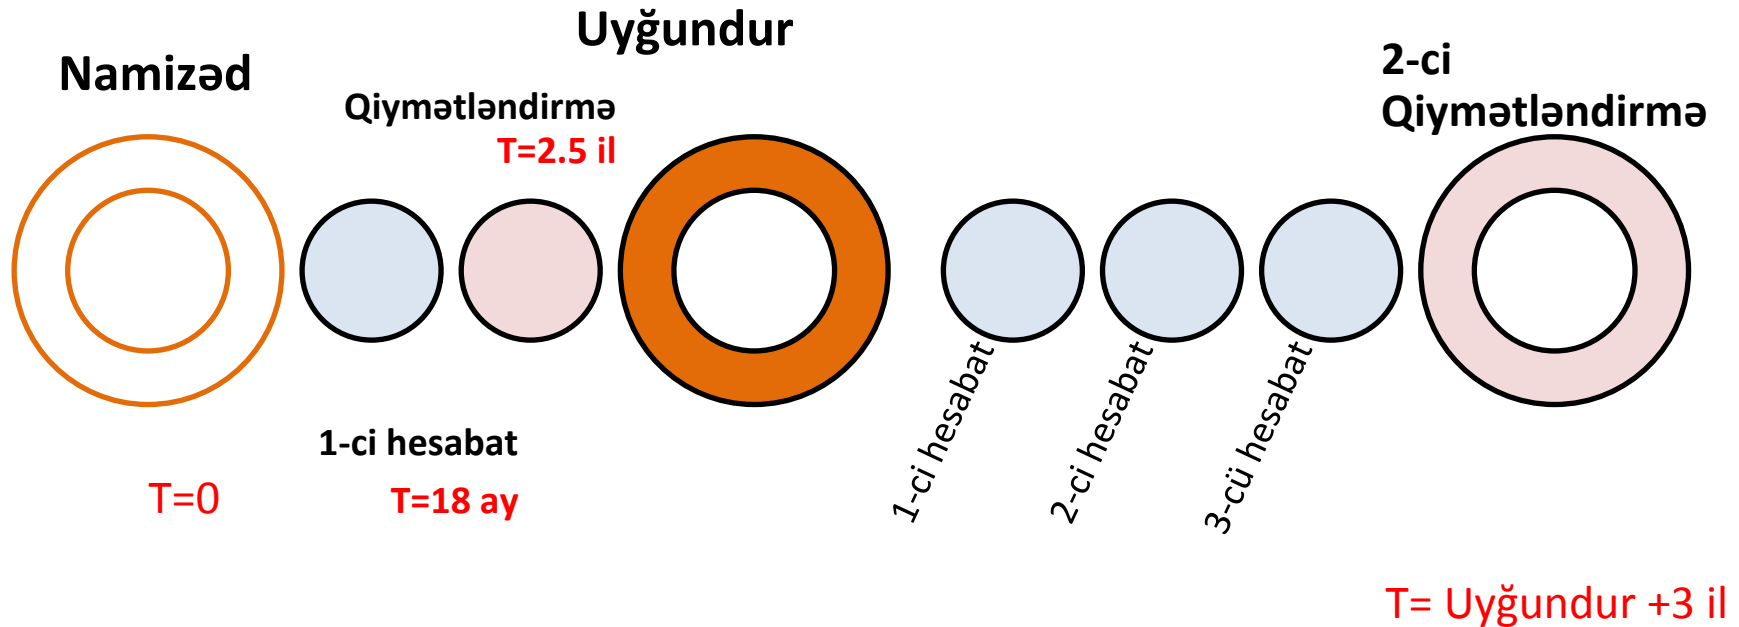 Namizəd
T=0
1-ci hesabat
T=18 ay
Qiymətləndirmə
T=2.5 il
Uyğundur
1-ci hesabat
2-ci hesabat
3-cü hesabat
2-ci
Qiymətləndirmə
T= Uyğundur +3 il